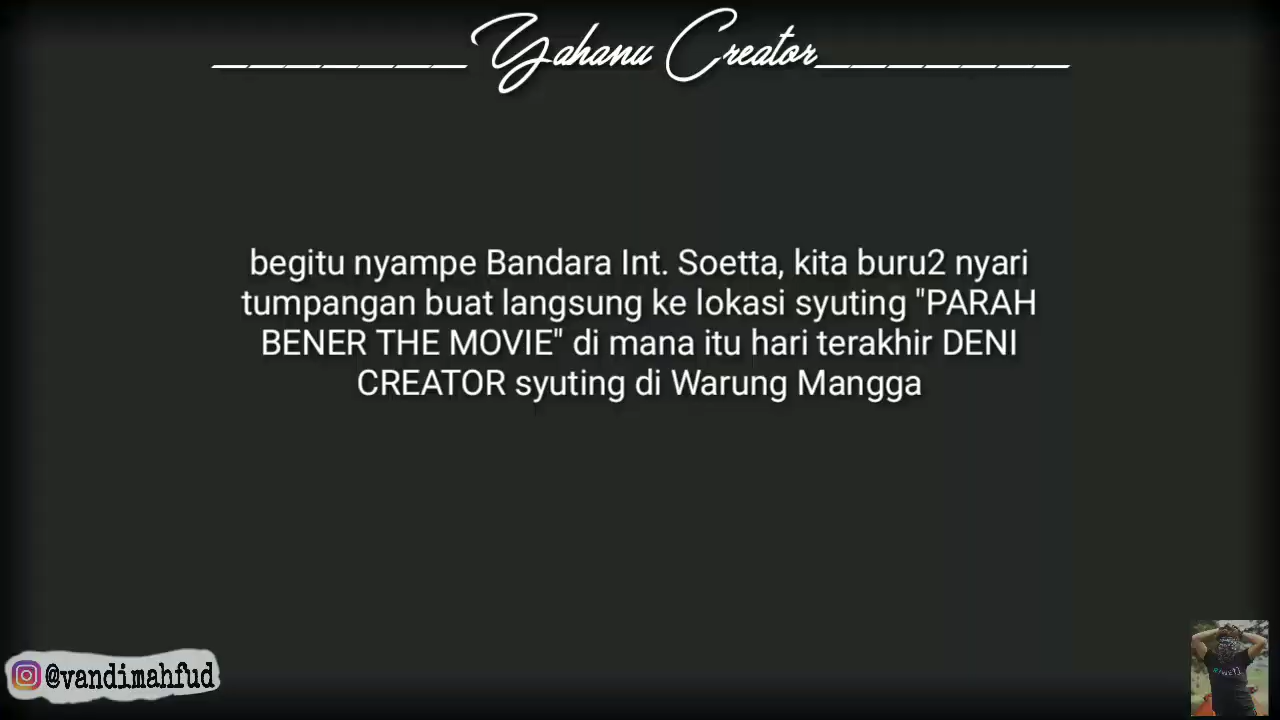 Yahanu Creator
begitu nyampe Bandara Int. Soetta, kita buru2 nyari
tumpangan buat langsung ke lokasi syuting "PARAH
BENER THE MOVIE" di mana itu hari terakhir DENI
CREATOR syuting di Warung Mangga
@vandimahfud